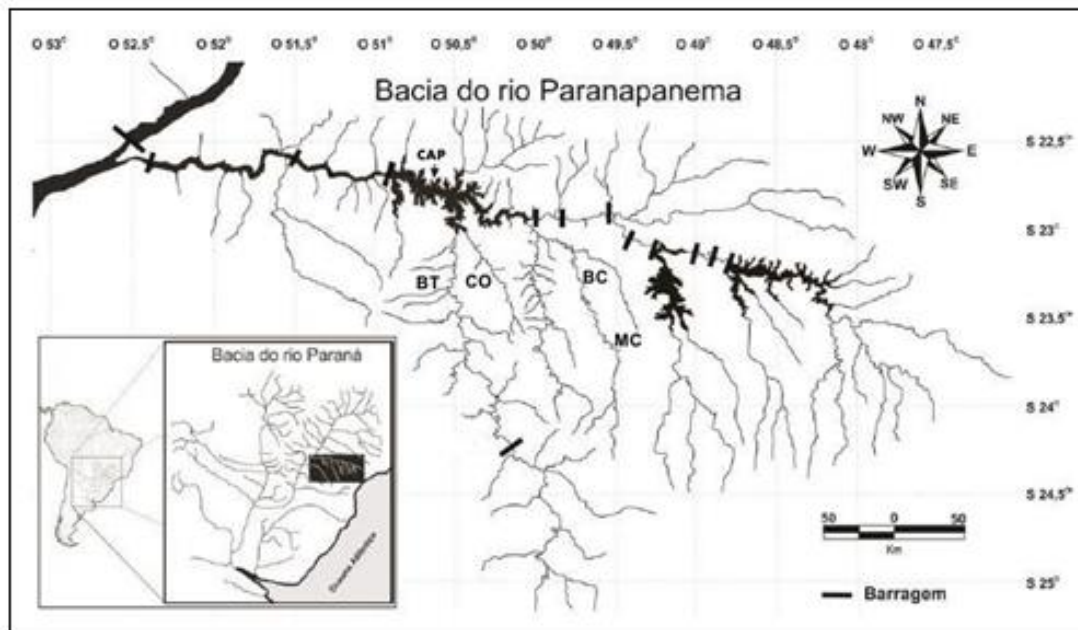 O 53° O 52,5° O 52° O 51,5° O 51° O 50,5° O 50° O 49,5° O 49° O 48,5° O 48° O 47,5°
Bacia do rio Paranapanema
N
NW NE
W E
SW SE
S
S 22,5°
CAP
S 23°
BT CO BC
S 23,5°
MC
Bacia do rio Paraná
S 24°
S 24,5°
50 0 50
Km
Barragem
S 25°